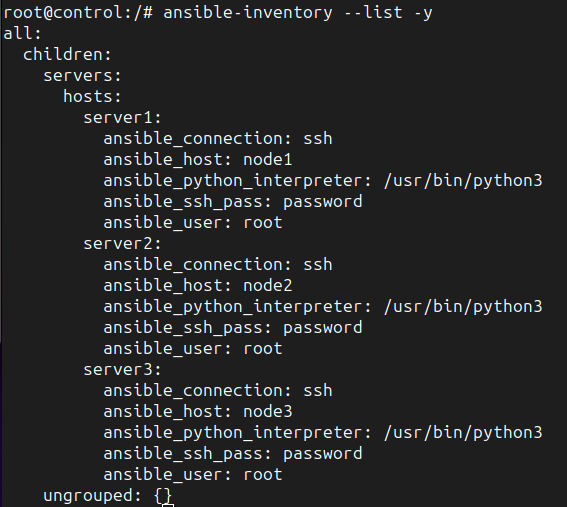 root@control:/# ansible-inventory --list -y
all:
  children:
    servers:
      hosts:
        server1:
          ansible_connection: ssh
          ansible_host: node1
          ansible_python_interpreter: /usr/bin/python3
          ansible_ssh_pass: password
          ansible_user: root
        server2:
          ansible_connection: ssh
          ansible_host: node2
          ansible_python_interpreter: /usr/bin/python3
          ansible_ssh_pass: password
          ansible_user: root
        server3:
          ansible_connection: ssh
          ansible_host: node3
          ansible_python_interpreter: /usr/bin/python3
          ansible_ssh_pass: password
          ansible_user: root
    ungrouped: {}